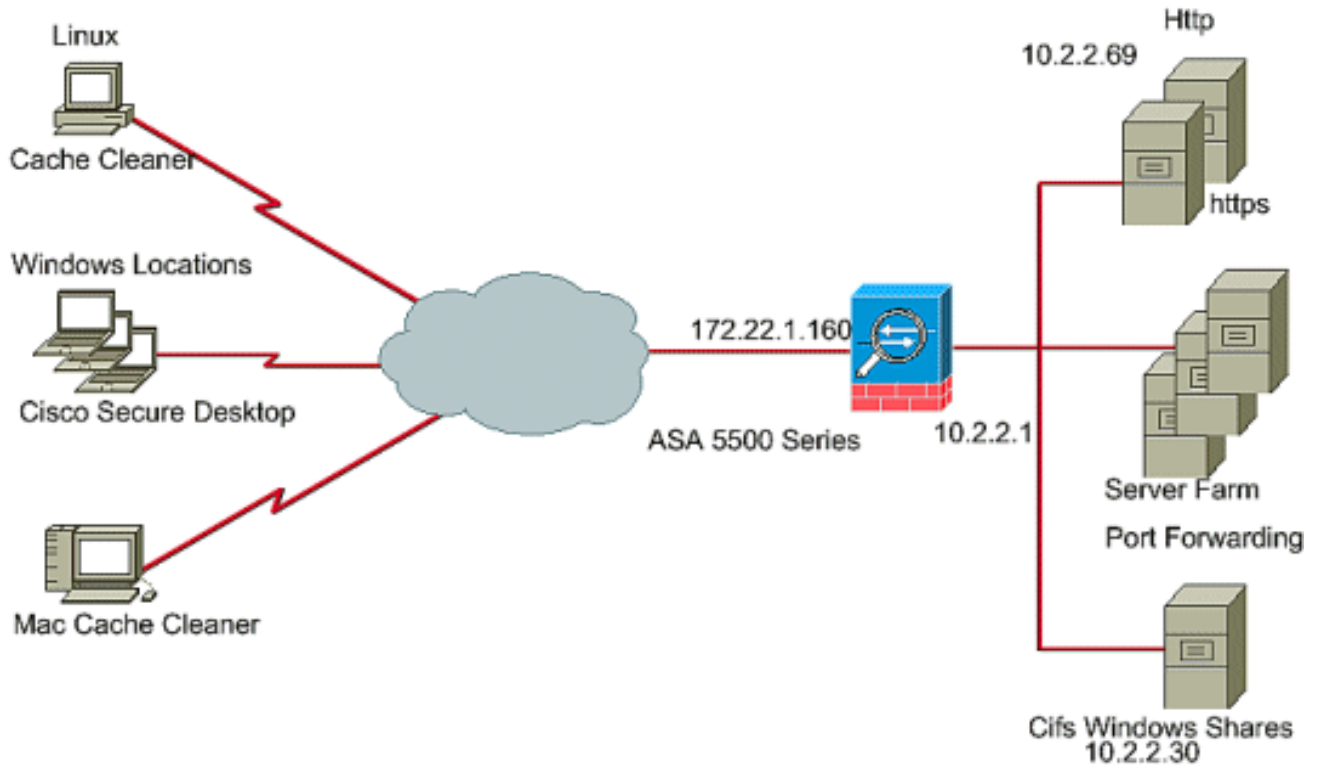 Linux
Cache Cleaner
Windows Locations
Cisco Secure Desktop
Mac Cache Cleaner
172.22.1.160
ASA 5500 Series
10.2.2.1
Http
10.2.2.69
https
Server Farm
Port Forwarding
Cifs Windows Shares
10.2.2.30